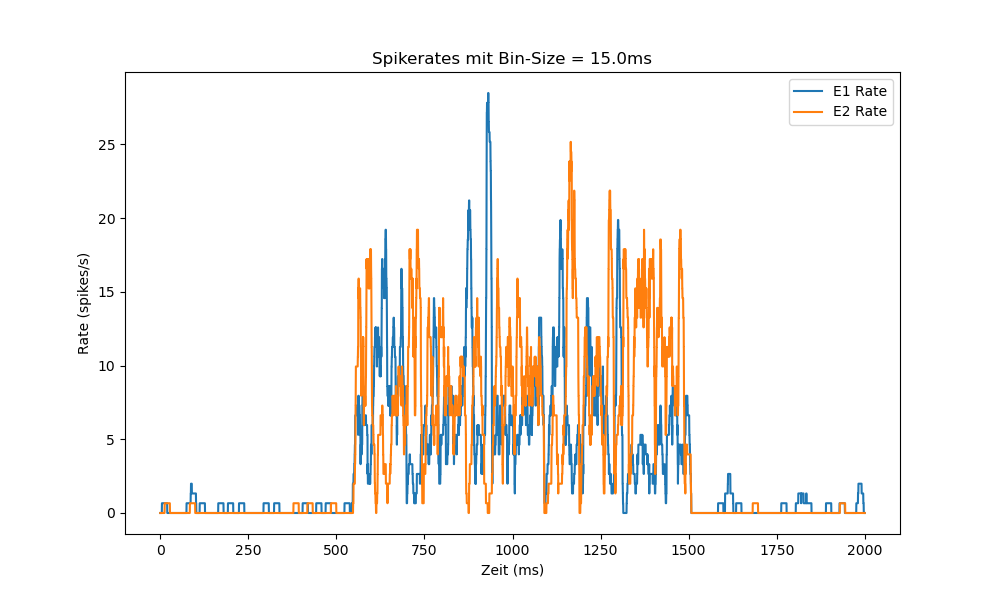 Spikerates mit Bin-Size = 15.0ms
E1 Rate
E2 Rate
Rate (spikes/s)
25
20
15
10
5
0
0 250 500 750 1000 1250 1500 1750 2000
Zeit (ms)